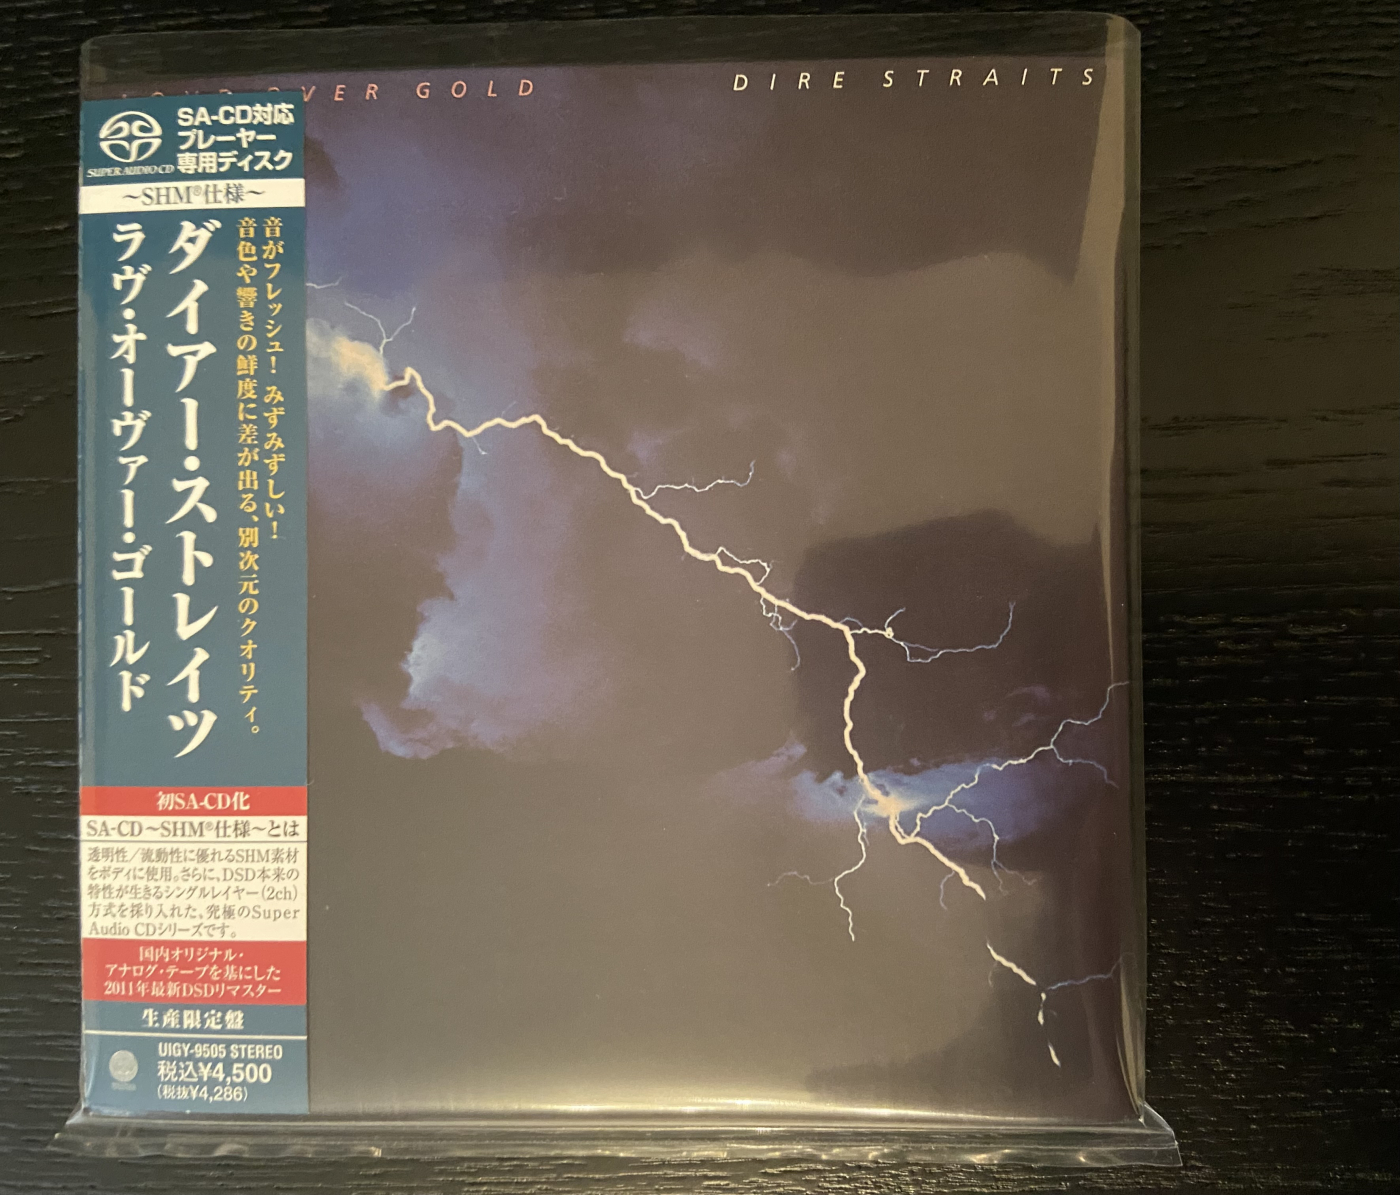 OVER GOLD
DIRE STRAITS
SUPER AUDIO CD
SA-CD対応
プレーヤー
専用ディスク
～SHM®仕様～
音がフレッシュ！みずみずしい！
音色や響きの鮮度に差が出る、別次元のクオリティ。
ダイアー・ストレイツ
ラヴ・オーヴァー・ゴールド
初SA-CD化
SA-CD～SHM®仕様～とは
透明性／流動性に優れるSHM素材
をボディに使用。さらに、DSD本来の
特性が生きるシングルレイヤー（2ch）
方式を採り入れた、究極のSuper
Audio CDシリーズです。
国内オリジナル・
アナログ・テープを基にした
2011年最新DSDリマスター
生産限定盤
UIGY-9505 STEREO
税込¥4,500
(税抜¥4,286)